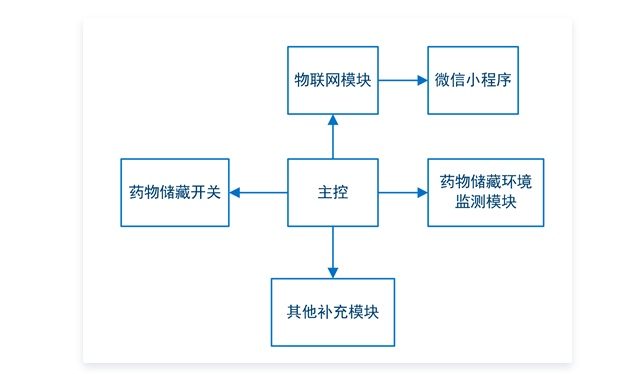 物联网模块
微信小程序
药物储藏开关
主控
药物储藏环境
监测模块
其他补充模块